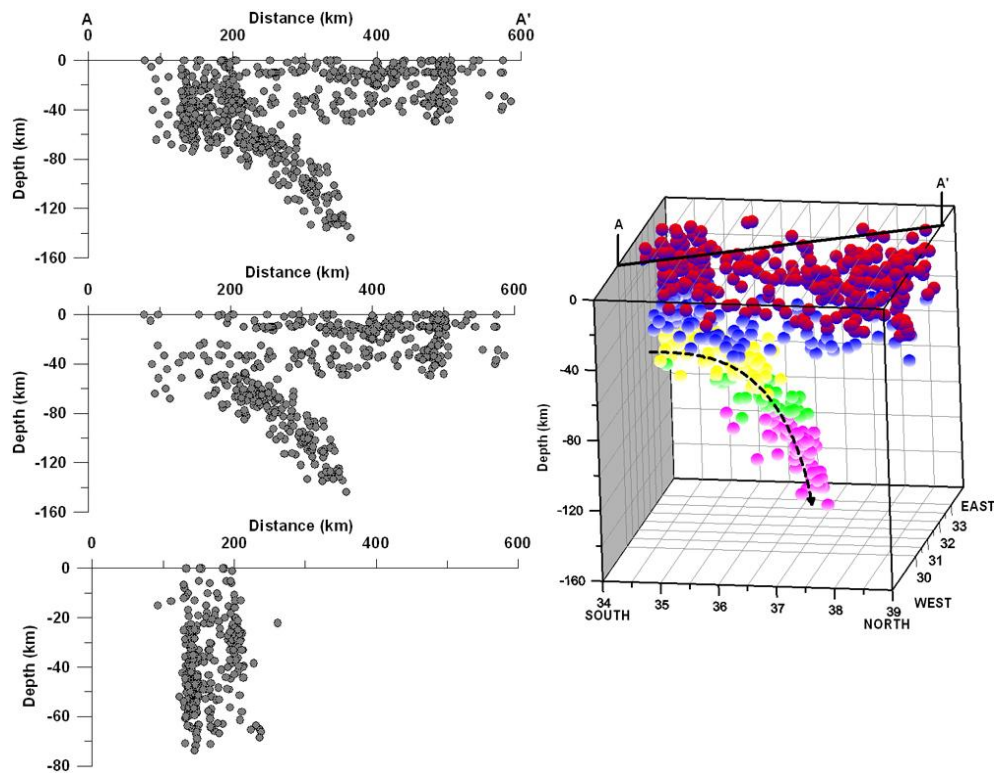 A Distance (km) A'
0 200 400 600
0
-40
-80
-120
-160
Depth (km)
Distance (km)
0 200 400 600
0
-40
-80
-120
-160
Depth (km)
Distance (km)
0 200 400 600
0
-20
-40
-60
-80
Depth (km)
A
A'
0
-40
-80
-120
-160
Depth (km)
34 35 36 37 38 39
SOUTH NORTH
30 31 32 33
WEST EAST